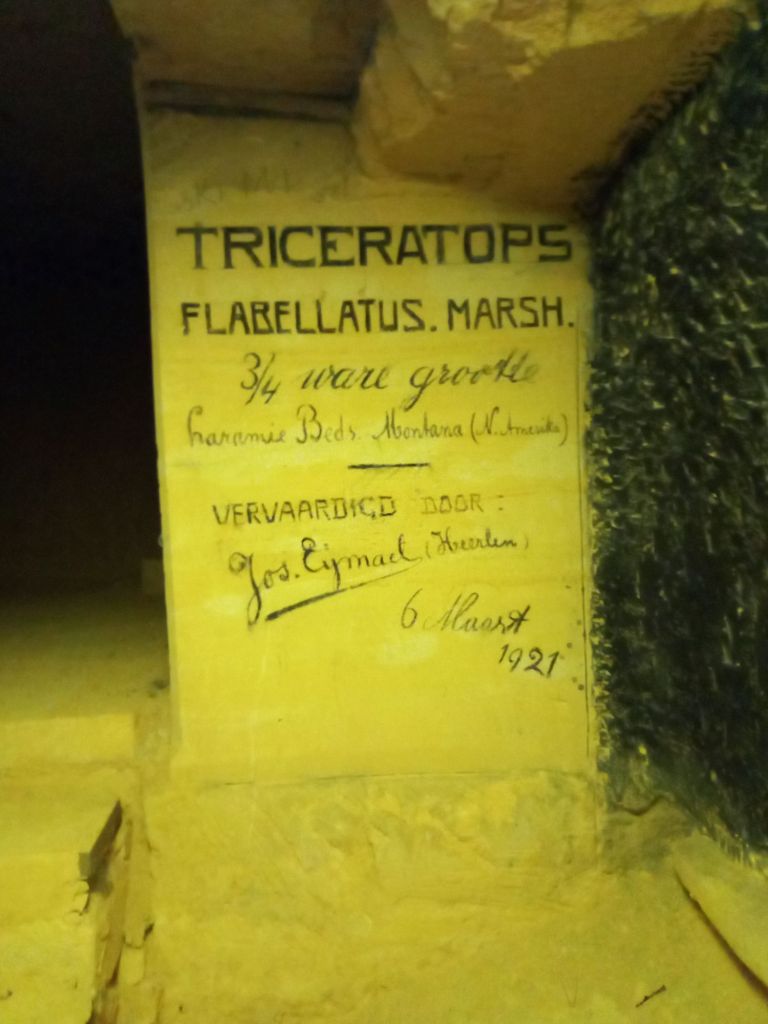 TRICERATOPS
FLABELLATUS. MARSH.
3/4 ware grootte
Laramie Beds. Montana (N. Amerika)
VERVAARDIGD DOOR:
Jos. Eijmael (Heerlen)
6 Maart
1921